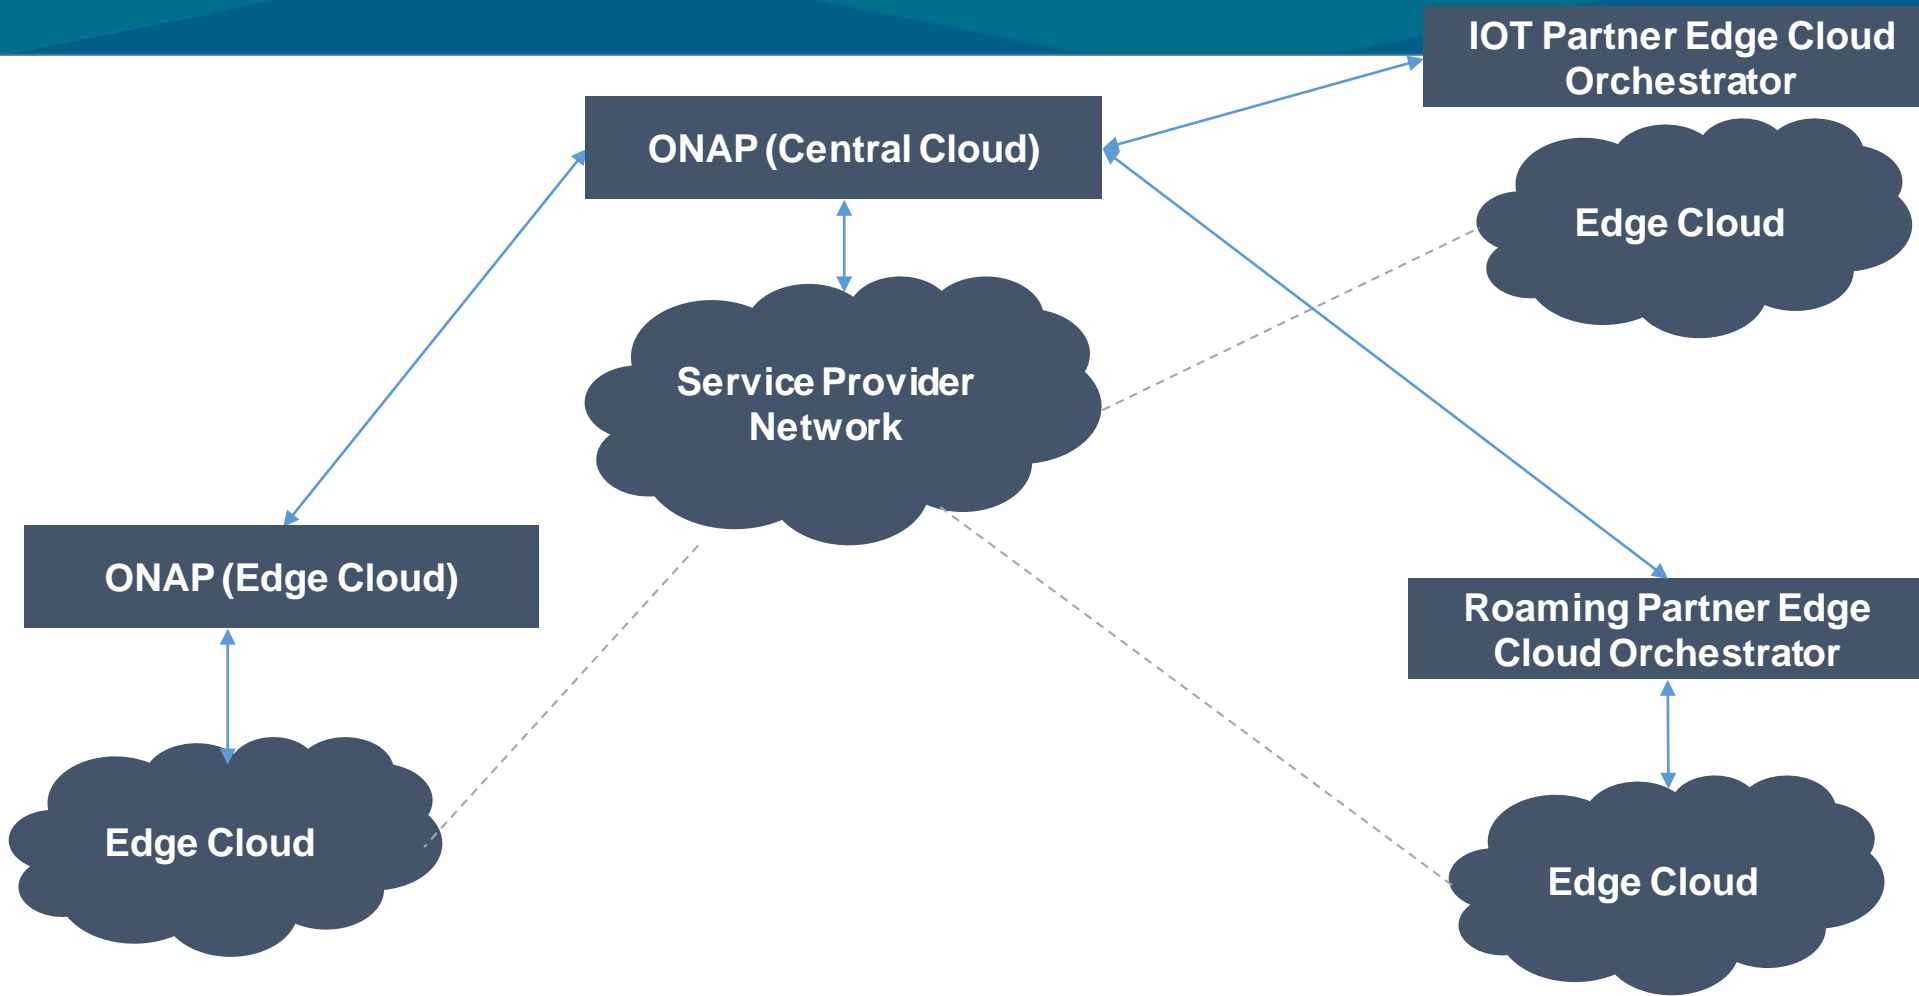 IOT Partner Edge Cloud
Orchestrator
ONAP (Central Cloud)
Edge Cloud
Service Provider
Network
ONAP (Edge Cloud)
Roaming Partner Edge
Cloud Orchestrator
Edge Cloud
Edge Cloud